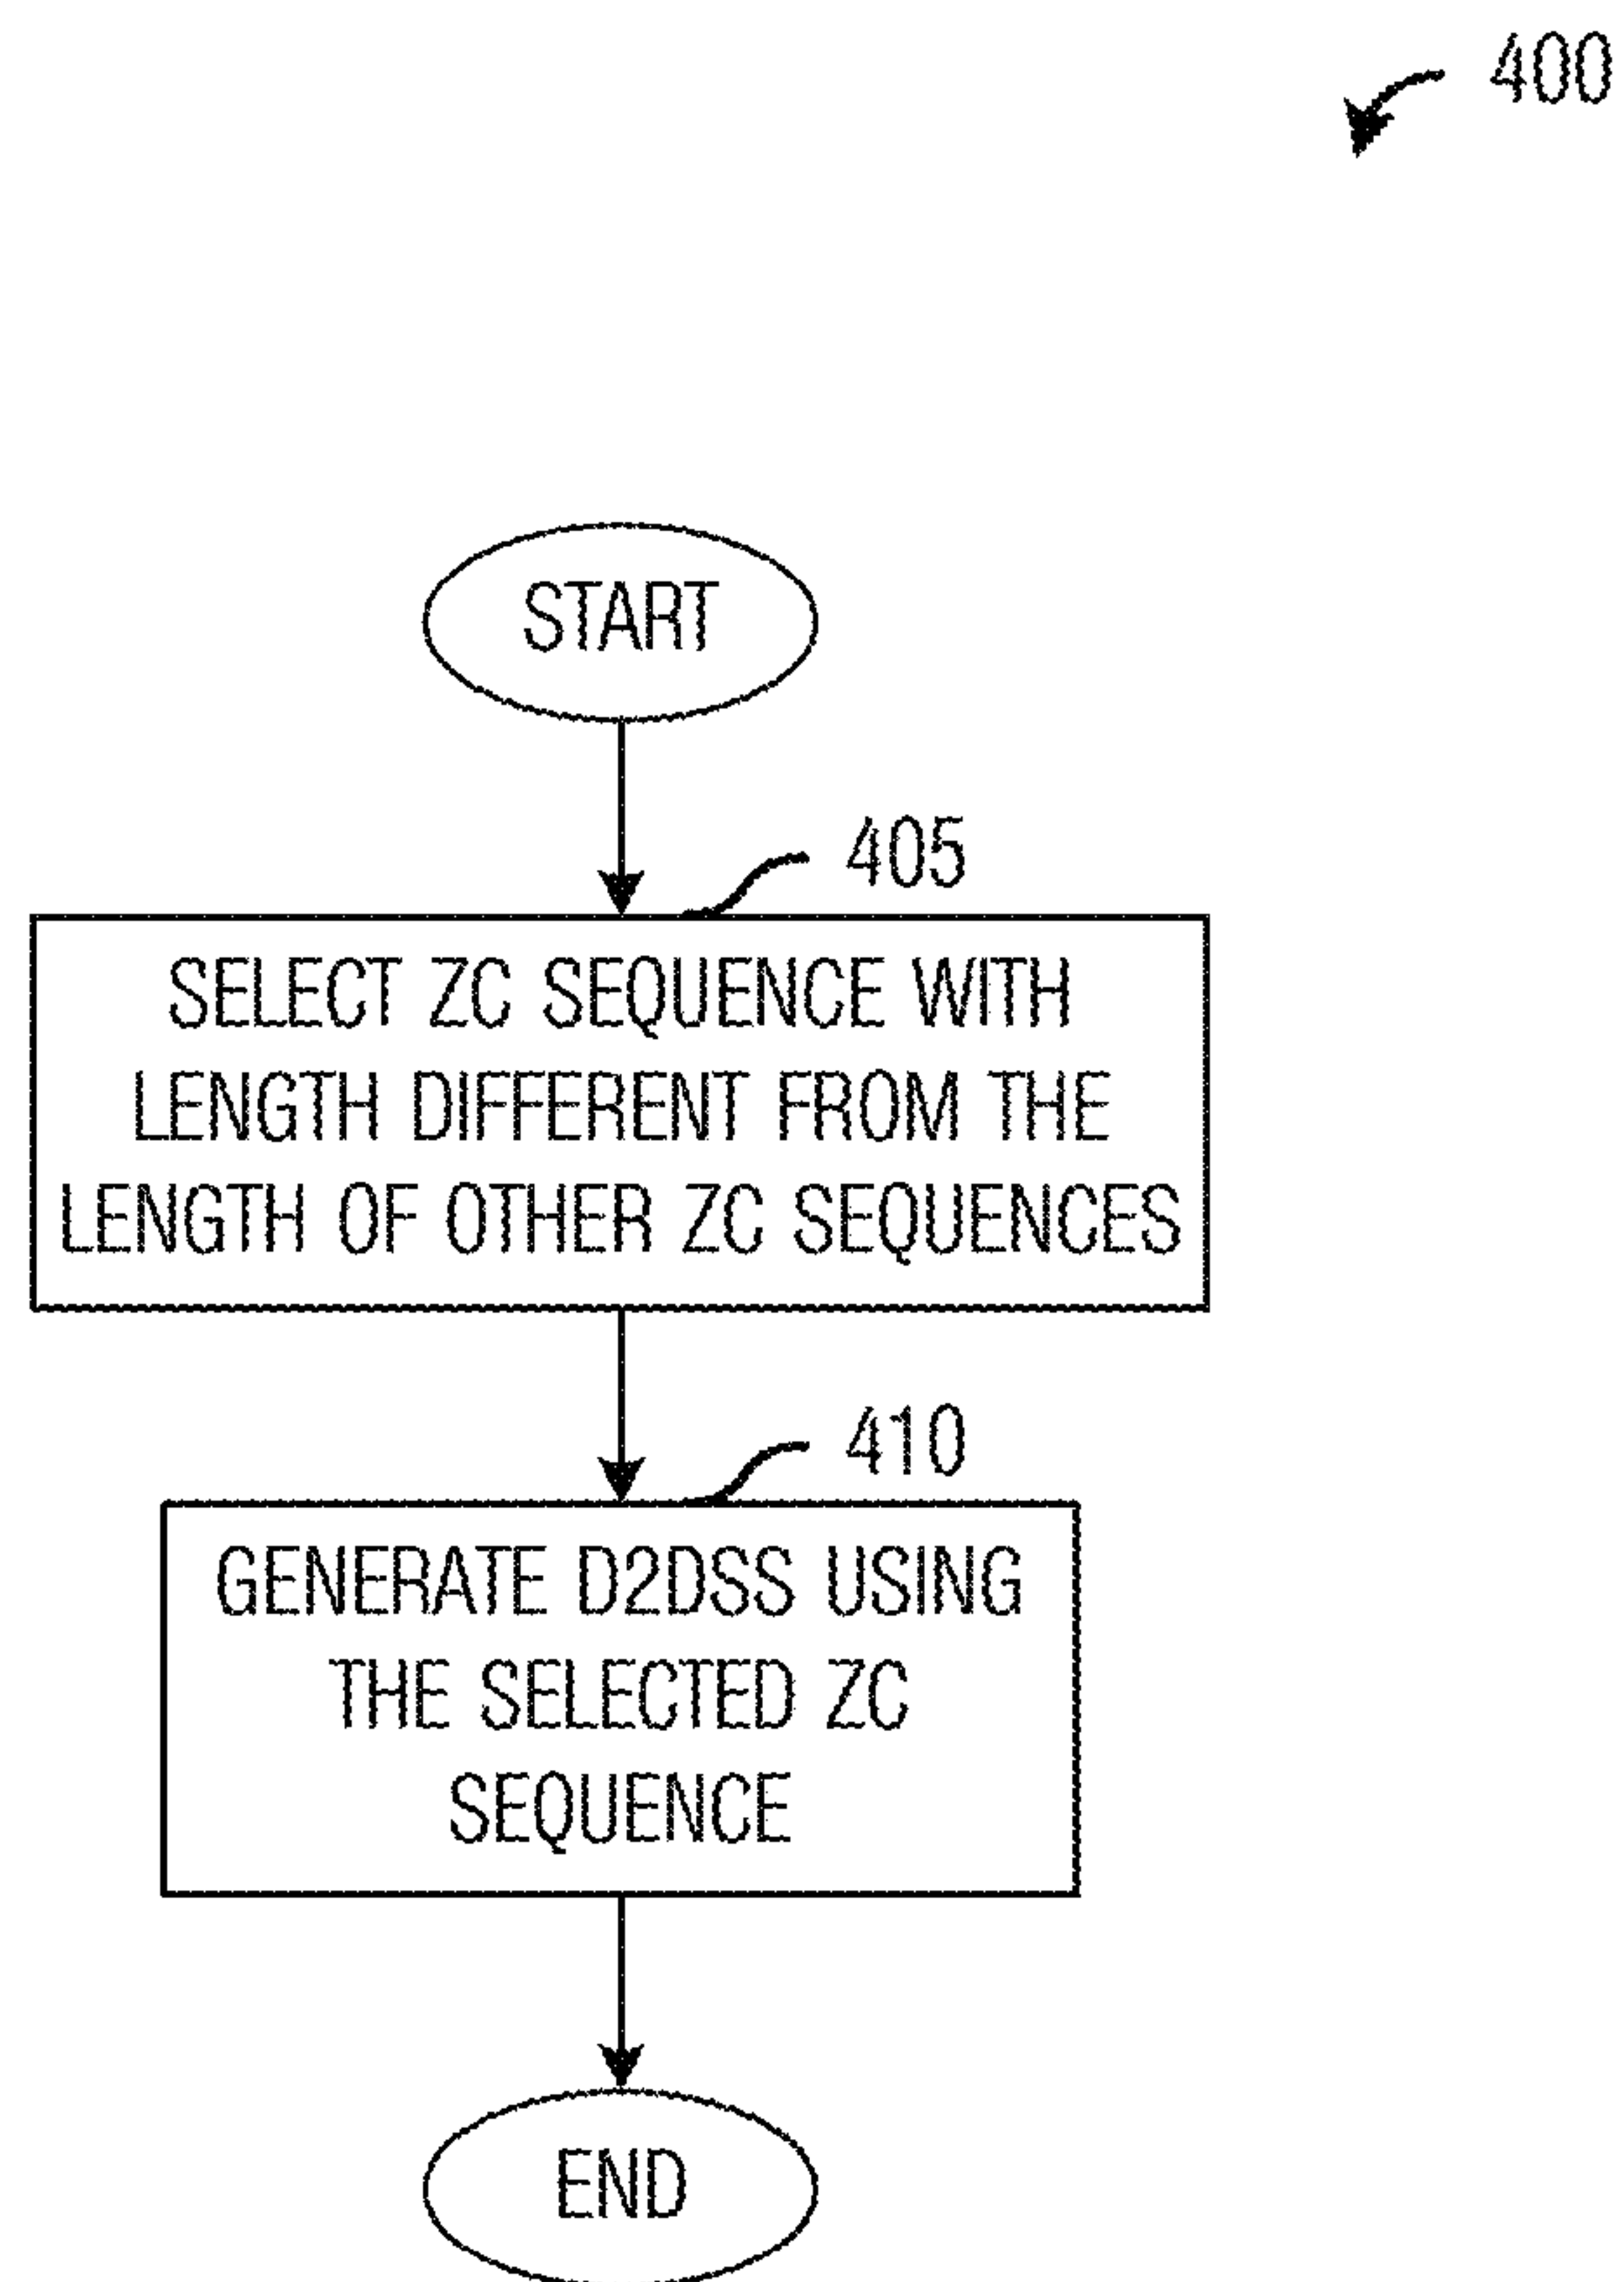 400
START
405
SELECT ZC SEQUENCE WITH
LENGTH DIFFERENT FROM THE
LENGTH OF OTHER ZC SEQUENCES
410
GENERATE D2DSS USING
THE SELECTED ZC
SEQUENCE
END